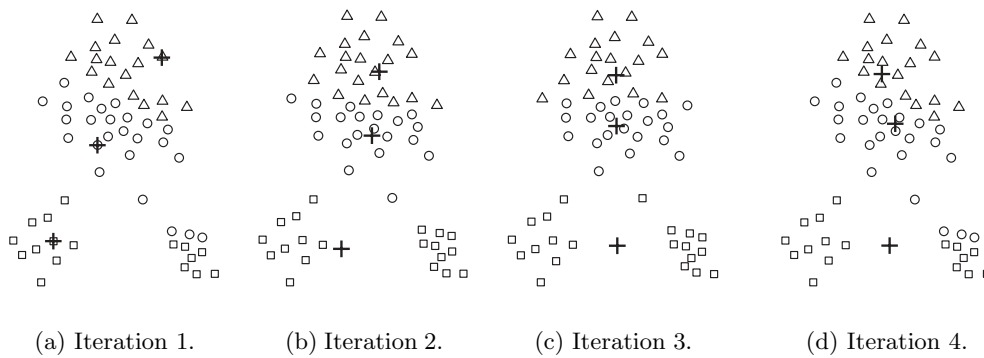 (a) Iteration 1.
(b) Iteration 2.
(c) Iteration 3.
(d) Iteration 4.